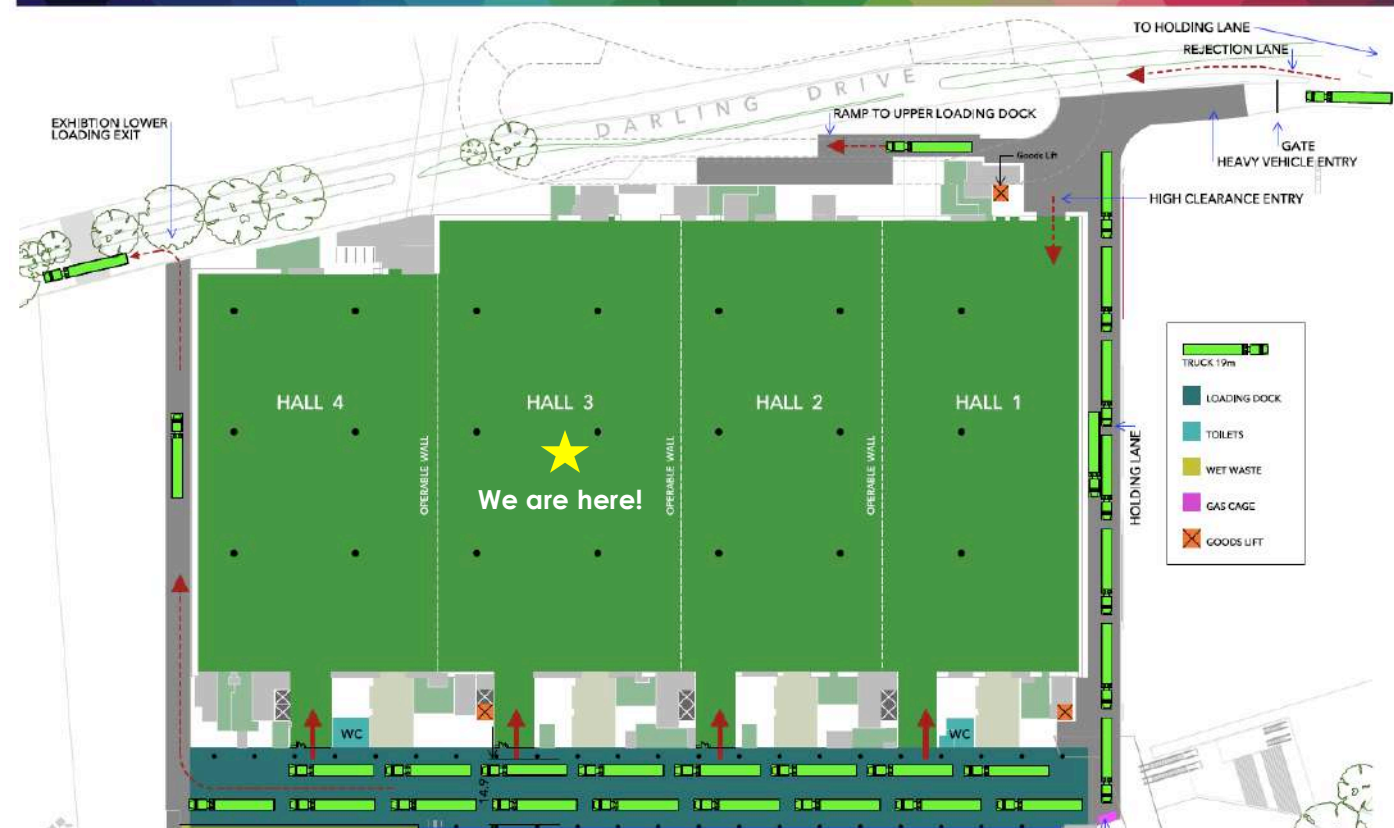 TO HOLDING LANE
REJECTION LANE
EXHIBTION LOWER
LOADING EXIT
DARLING DRIVE
RAMP TO UPPER LOADING DOCK
GATE
HEAVY VEHICLE ENTRY
Goods Lift
HIGH CLEARANCE ENTRY
HALL 4
HALL 3
HALL 2
HALL 1
OPERABLE WALL
OPERABLE WALL
OPERABLE WALL
We are here!
HOLDING LANE
TRUCK 19m
LOADING DOCK
TOILETS
WET WASTE
GAS CAGE
GOODS LIFT
WC
WC
14.9